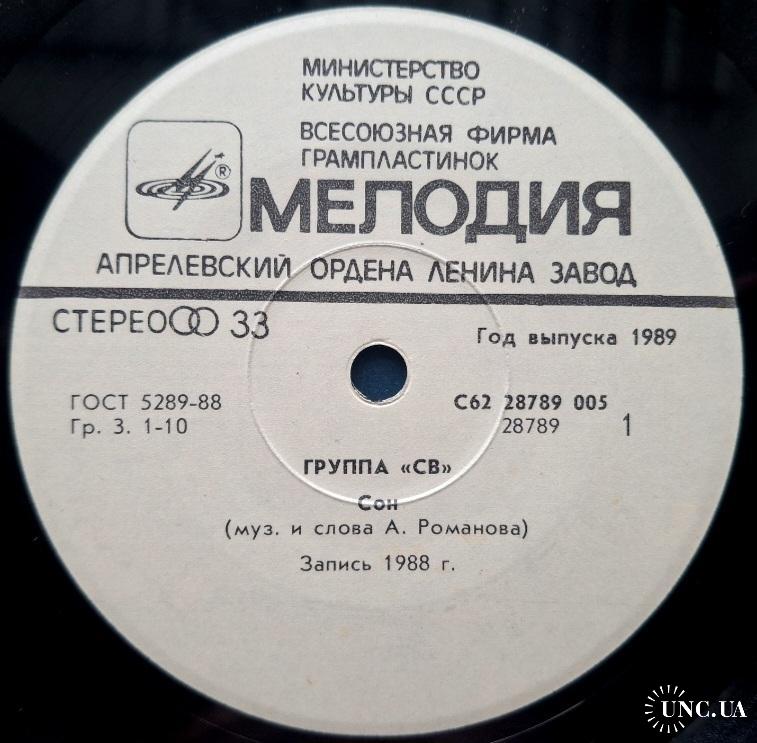 МИНИСТЕРСТВО
КУЛЬТУРЫ СССР
ВСЕСОЮЗНАЯ ФИРМА
ГРАМПЛАСТИНОК
®
МЕЛОДИЯ
АПРЕЛЕВСКИЙ ОРДЕНА ЛЕНИНА ЗАВОД
СТЕРЕО 33
Год выпуска 1989
ГОСТ 5289-88
Гр. 3. 1-10
С62 28789 005
28789 1
ГРУППА «СВ»
Сон
(муз. и слова А. Романова)
Запись 1988 г.
UNC.UA